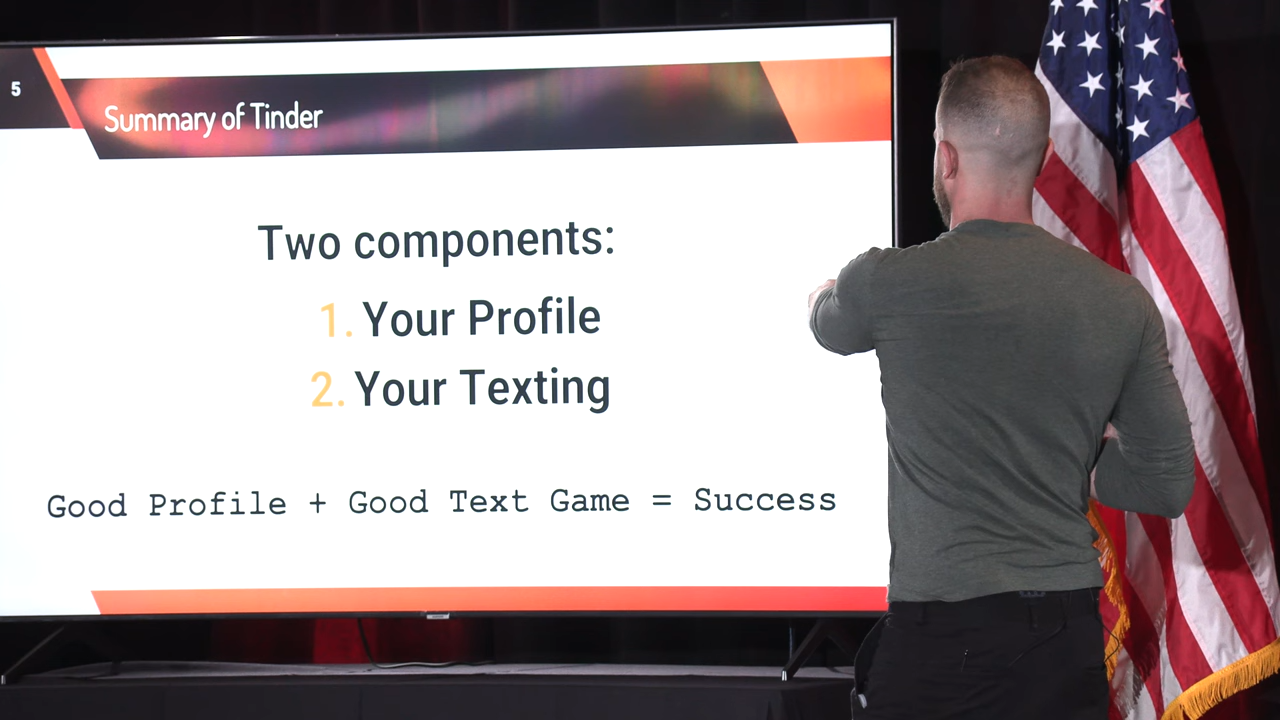 5
Summary of Tinder
Two components:
1. Your Profile
2. Your Texting
Good Profile + Good Text Game = Success